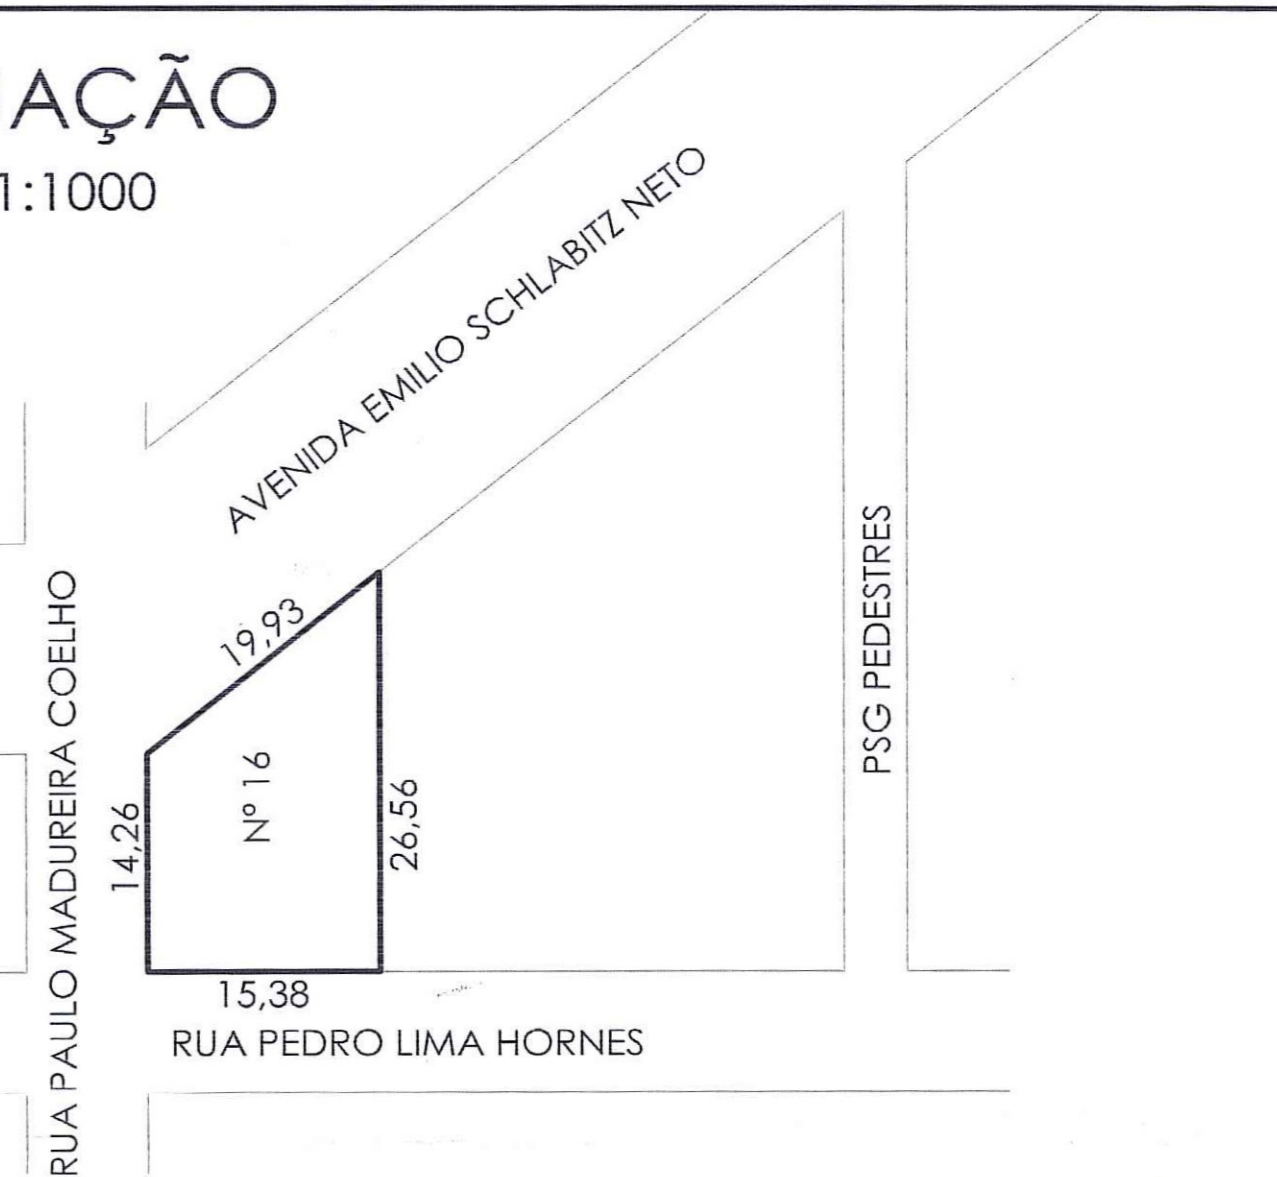 AÇÃO
1:1000
AVENIDA EMILIO SCHLABITZ NETO
19,93
Nº 16
14,26
26,56
15,38
RUA PAULO MADUREIRA COELHO
RUA PEDRO LIMA HORNES
PSG PEDESTRES